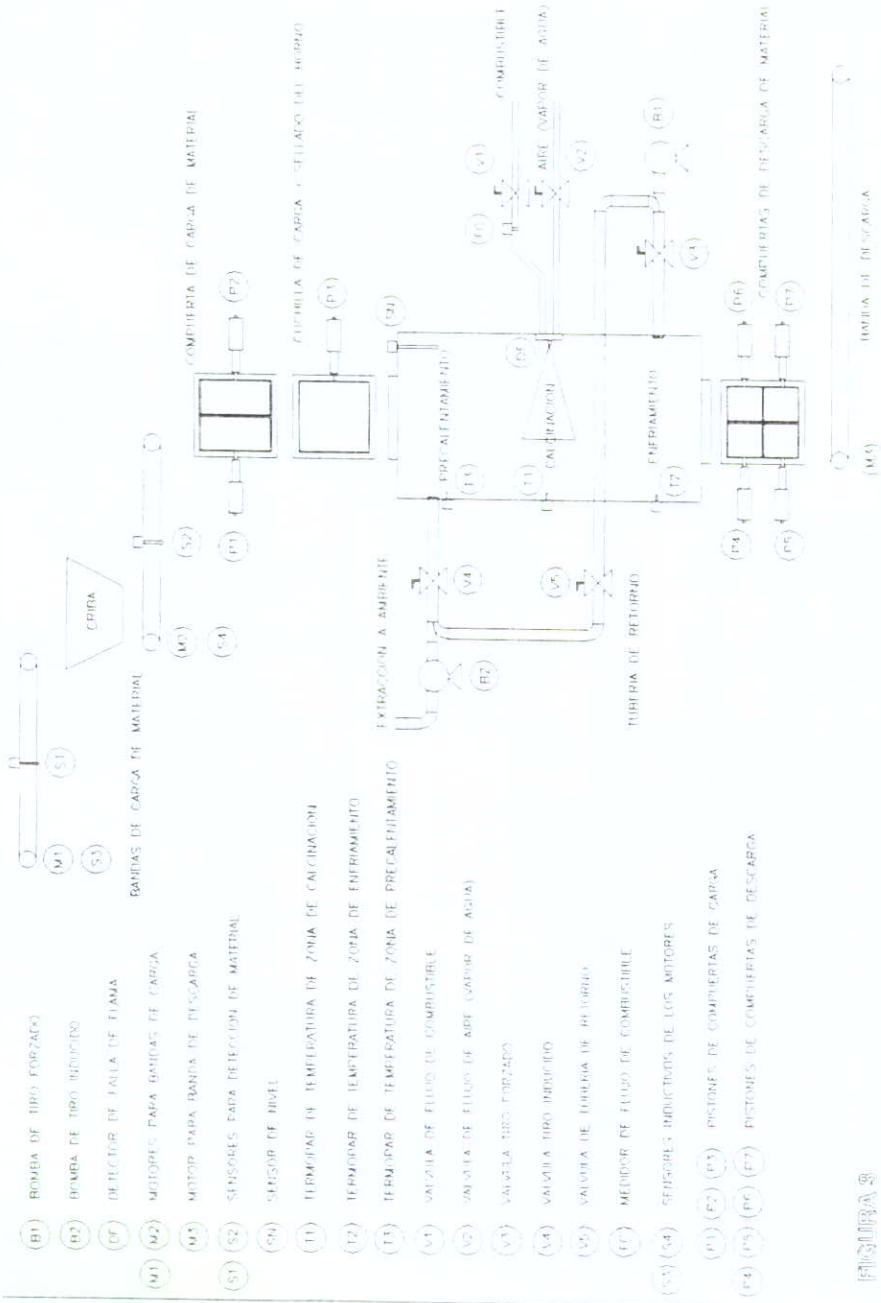 (B1) BOMBA DE TIRO FORZADO
(B2) BOMBA DE TIRO INDUCIDO
(DF) DETECTOR DE FALLA DE FLAMA
(M1) (M2) MOTORES PARA BANDAS DE CARGA
(M3) MOTOR PARA BANDA DE DESCARGA
(S1) (S2) SENSORES PARA DETECCION DE MATERIAL
(SN) SENSOR DE NIVEL
(T1) TERMOPAR DE TEMPERATURA DE ZONA DE CALCINACION
(T2) TERMOPAR DE TEMPERATURA DE ZONA DE ENFRIAMIENTO
(T3) TERMOPAR DE TEMPERATURA DE ZONA DE PRECALENTAMIENTO
(V1) VALVULA DE FLUJO DE COMBUSTIBLE
(V2) VALVULA DE FLUJO DE AIRE (VAPOR DE AGUA)
(V3) VALVULA TIRO FORZADO
(V4) VALVULA TIRO INDUCIDO
(V5) VALVULA DE TUBERIA DE RETORNO
(FC) MEDIDOR DE FLUJO DE COMBUSTIBLE
(S3) (S4) SENSORES INDUCTIVOS DE LOS MOTORES
(P1) (P2) (P3) PISTONES DE COMPUERTAS DE CARGA
(P4) (P5) (P6) (P7) PISTONES DE COMPUERTAS DE DESCARGA
(M1)
(S3)
(S1)
BANDAS DE CARGA DE MATERIAL
CRIBA
(M2)
(S4)
(S2)
COMPUERTA DE CARGA DE MATERIAL
(P1)
(P2)
CUCHILLA DE CARGA Y SELLADO DEL HORNO
(P3)
(SN)
EXTRACCION A AMBIENTE
(B2)
(V4)
(T3)
PRECALENTAMIENTO
(T1)
CALCINACION
(DF)
(FC)
(V1)
COMBUSTIBLE
AIRE (VAPOR DE AGUA)
(V2)
(V5)
TUBERIA DE RETORNO
(T2)
ENFRIAMIENTO
(V3)
(B1)
(P4)
(P5)
(P6)
(P7)
COMPUERTAS DE DESCARGA DE MATERIAL
(M3)
BANDA DE DESCARGA
FIGURA 3